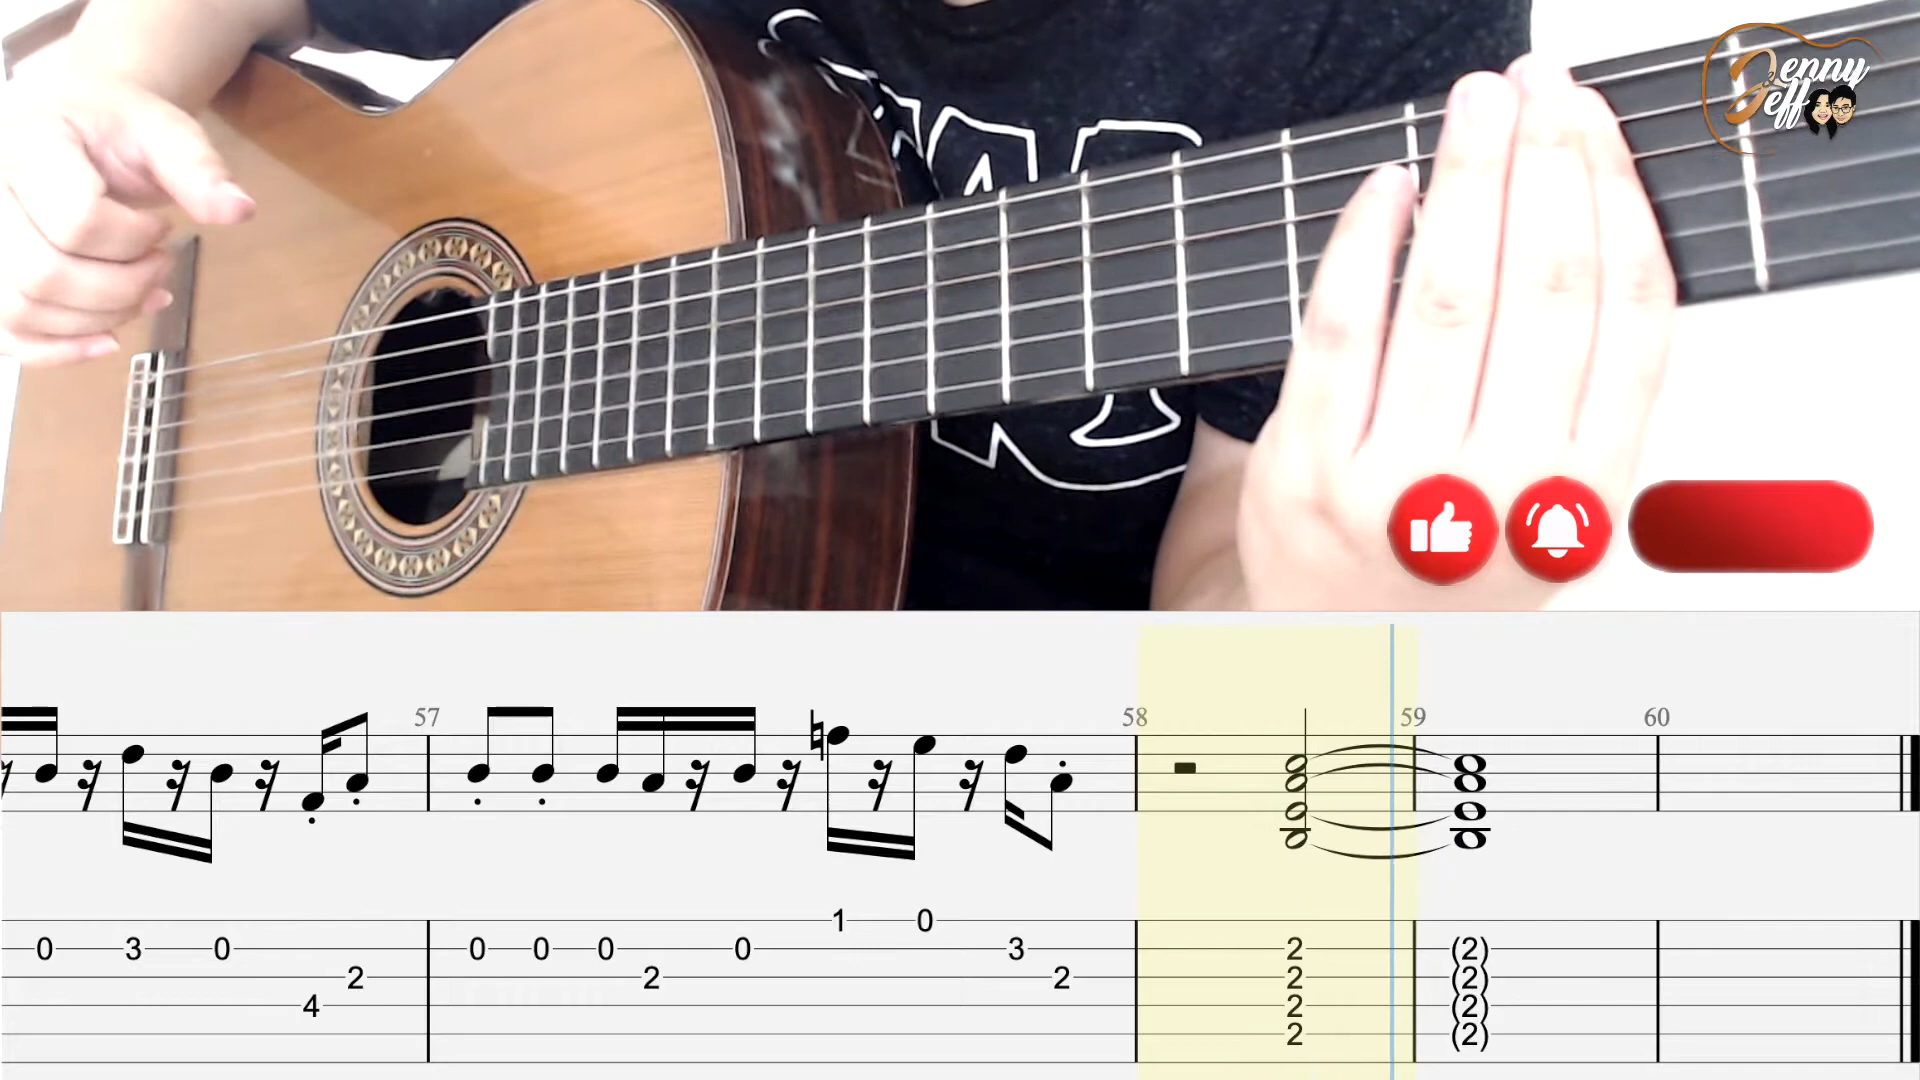 Jenny
& Jeff
57
58
59
60
1 0
0 3 0 0 0 0 0 3 2 (2)
2 2 2 2 (2)
4 2 (2)
2 (2)